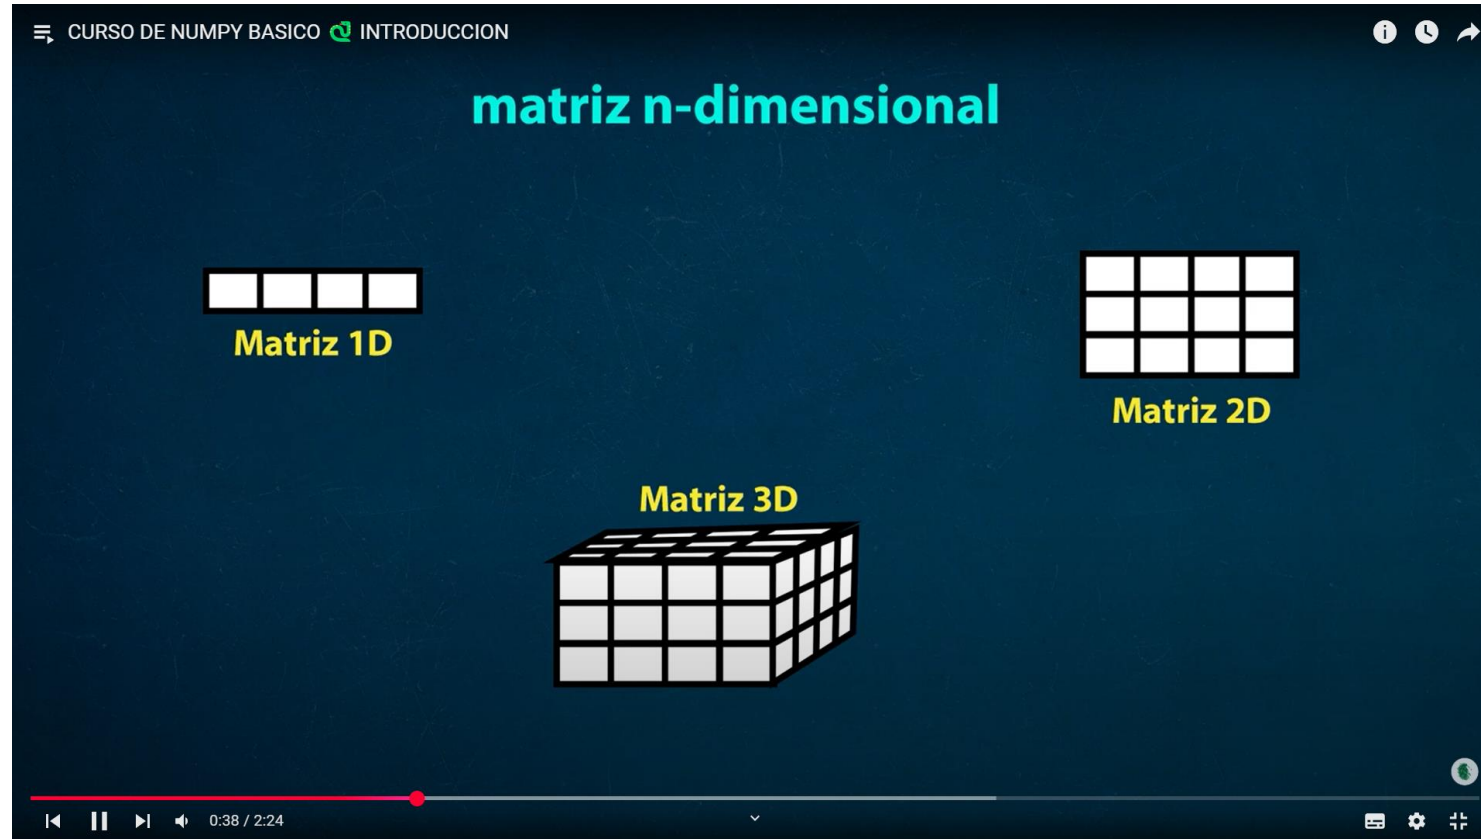 CURSO DE NUMPY BASICO INTRODUCCION
matriz n-dimensional
Matriz 1D
Matriz 2D
Matriz 3D
0:38 / 2:24